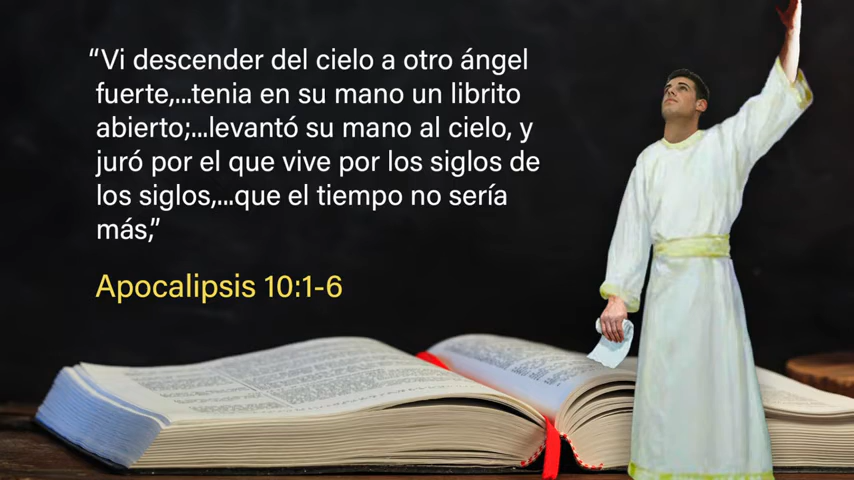 “Vi descender del cielo a otro ángel
fuerte,...tenia en su mano un librito
abierto;...levantó su mano al cielo, y
juró por el que vive por los siglos de
los siglos,...que el tiempo no sería
más,”
Apocalipsis 10:1-6